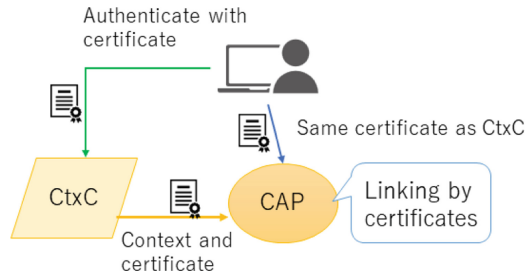 Authenticate with
certificate
Same certificate as CtxC
CtxC
CAP
Linking by
certificates
Context and
certificate